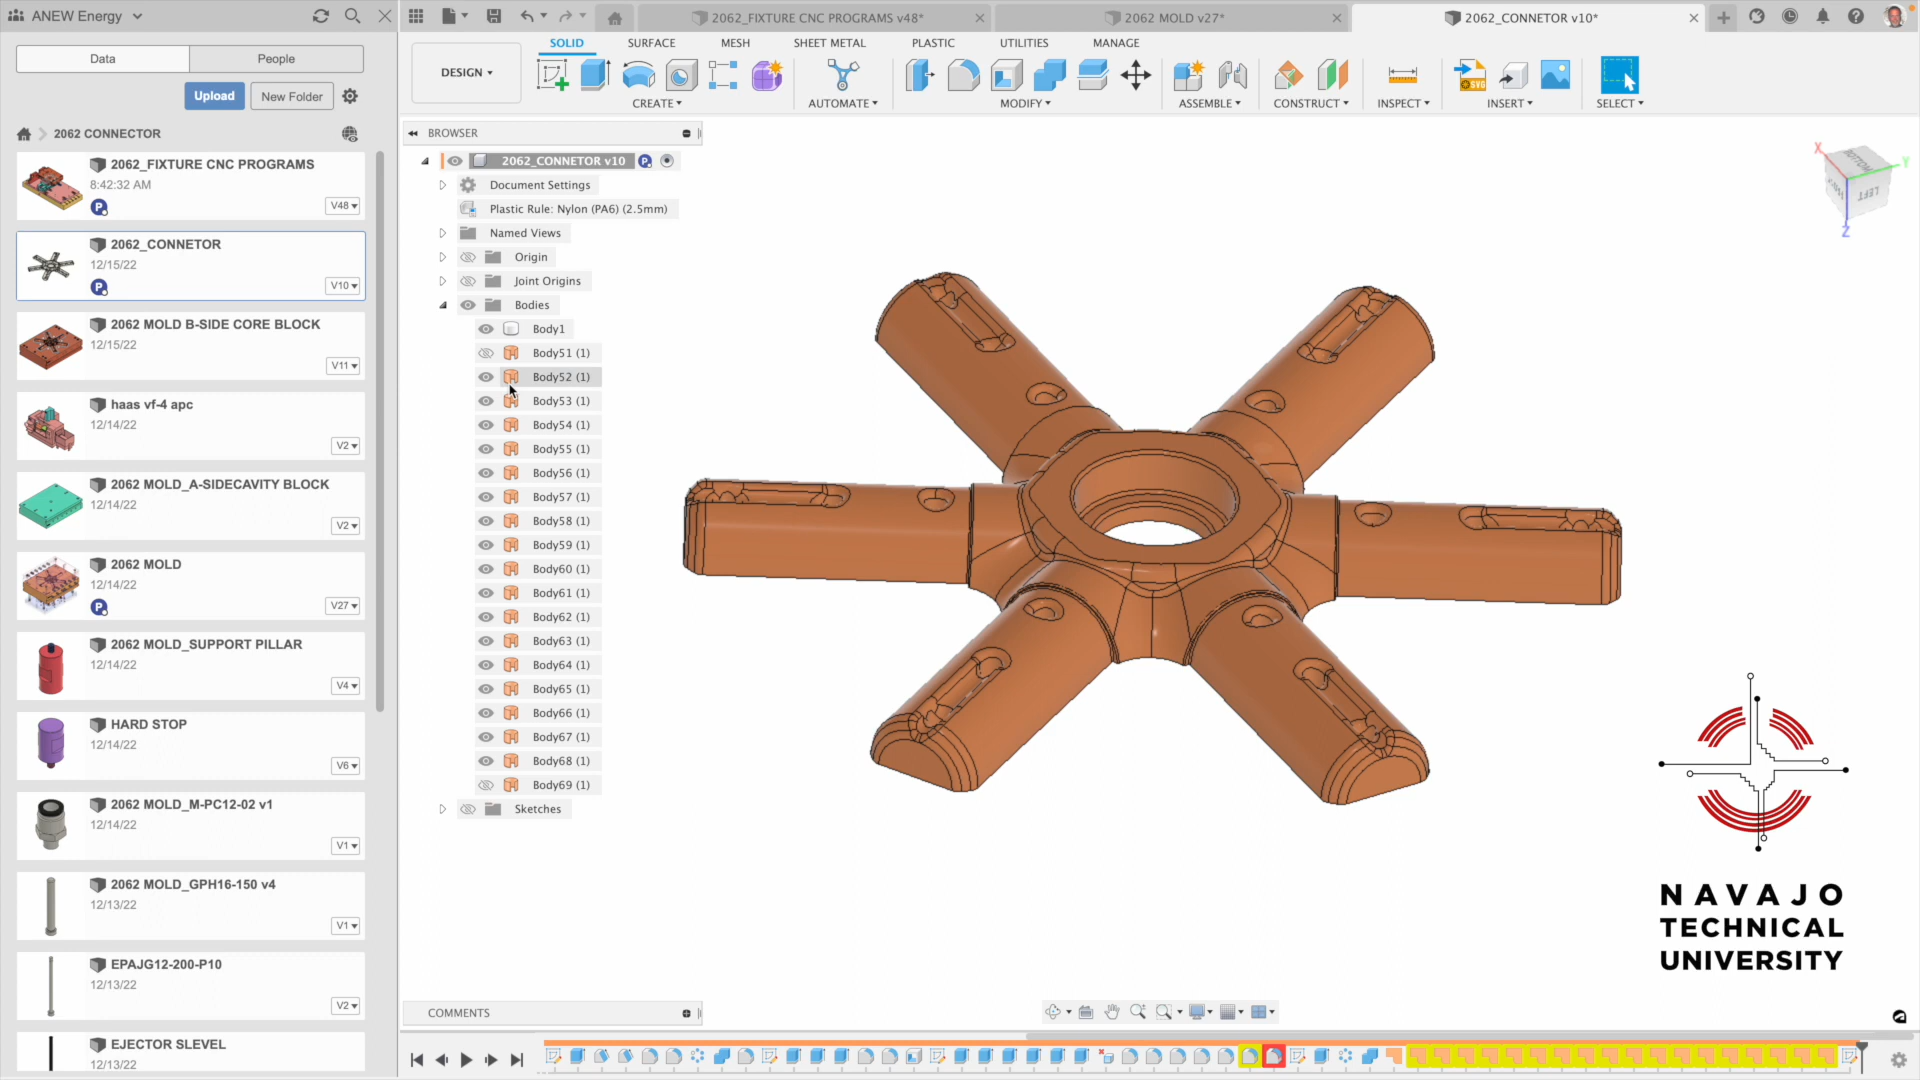 ANEW Energy
Data
People
Upload
New Folder
2062 CONNECTOR
2062_FIXTURE CNC PROGRAMS
8:42:32 AM
P
V48
2062_CONNETOR
12/15/22
P
V10
2062 MOLD B-SIDE CORE BLOCK
12/15/22
V11
haas vf-4 apc
12/14/22
V2
2062 MOLD_A-SIDECAVITY BLOCK
12/14/22
V2
2062 MOLD
12/14/22
P
V27
2062 MOLD_SUPPORT PILLAR
12/14/22
V4
HARD STOP
12/14/22
V6
2062 MOLD_M-PC12-02 v1
12/14/22
V1
2062 MOLD_GPH16-150 v4
12/13/22
V1
EPAJG12-200-P10
12/13/22
V2
EJECTOR SLEVEL
12/13/22
2062_FIXTURE CNC PROGRAMS v48*
2062 MOLD v27*
2062_CONNETOR v10*
DESIGN
SOLID
SURFACE
MESH
SHEET METAL
PLASTIC
UTILITIES
MANAGE
SVG
CREATE
AUTOMATE
MODIFY
ASSEMBLE
CONSTRUCT
INSPECT
INSERT
SELECT
BROWSER
2062_CONNETOR v10
P
Document Settings
Plastic Rule: Nylon (PA6) (2.5mm)
Named Views
Origin
Joint Origins
Bodies
Body1
Body51 (1)
Body52 (1)
Body53 (1)
Body54 (1)
Body55 (1)
Body56 (1)
Body57 (1)
Body58 (1)
Body59 (1)
Body60 (1)
Body61 (1)
Body62 (1)
Body63 (1)
Body64 (1)
Body65 (1)
Body66 (1)
Body67 (1)
Body68 (1)
Body69 (1)
Sketches
X
Y
Z
BOTTOM
LEFT
NAVAJO
TECHNICAL
UNIVERSITY
COMMENTS